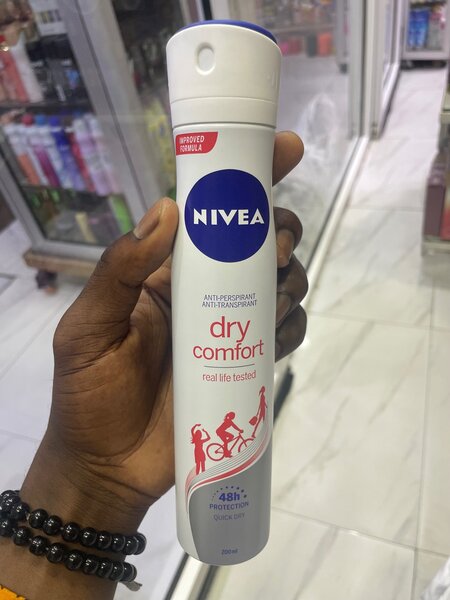 IMPROVED
FORMULA
NIVEA
ANTI-PERSPIRANT
ANTI-TRANSPIRANT
dry
comfort
real life tested
48h
PROTECTION
QUICK DRY
200ml